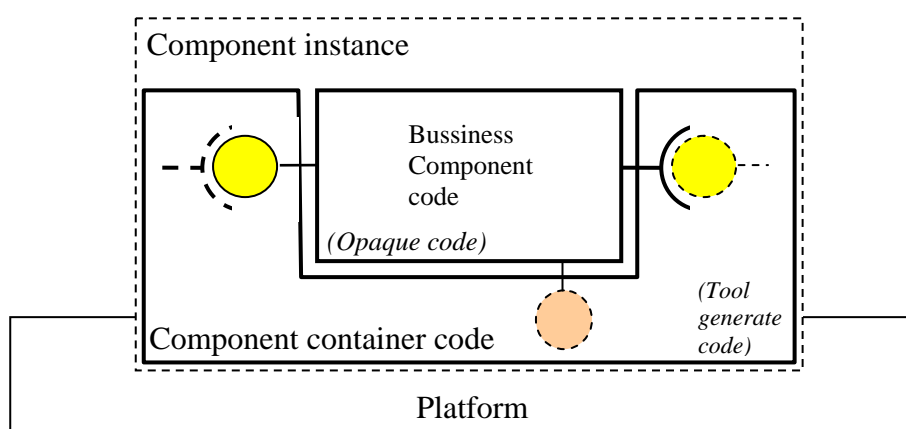 Component instance
Bussiness
Component
code
(Opaque code)
(Tool
generate
code)
Component container code
Platform